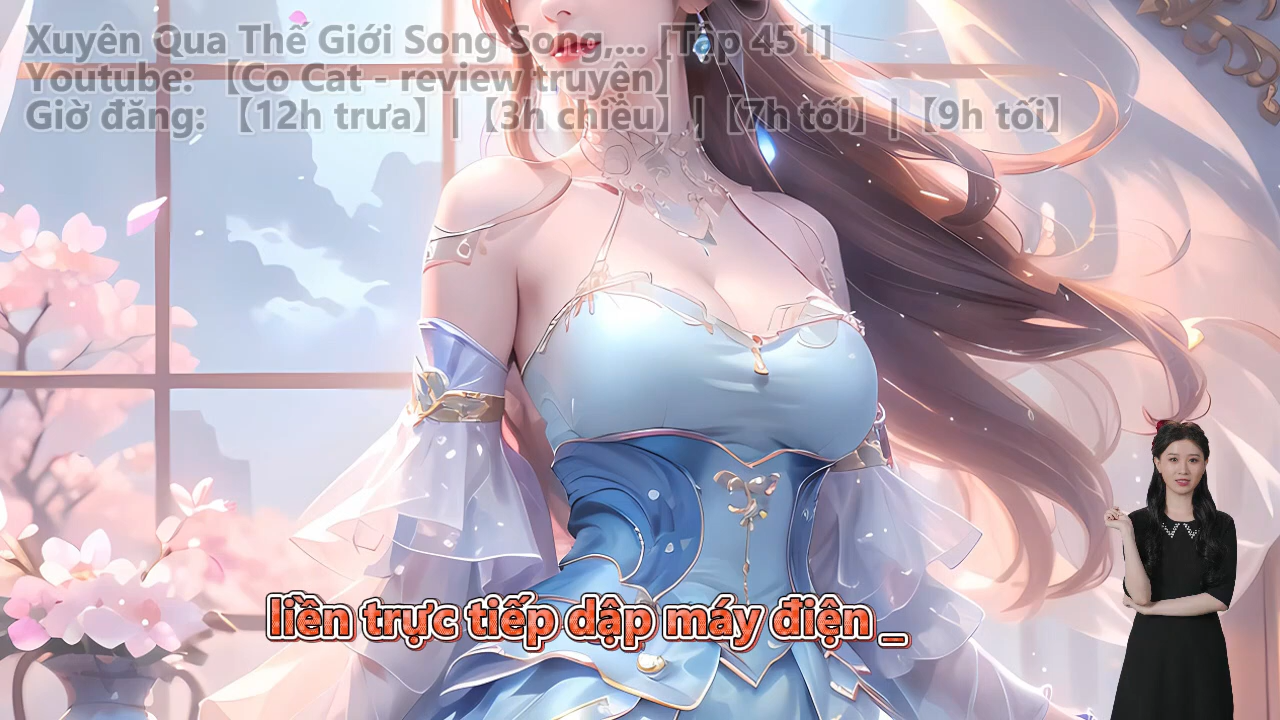 Xuyên Qua Thế Giới Song Song,... [Tập 451]
Youtube: 【Co Cat - review truyện】
Giờ đăng: 【12h trưa】 | 【3h chiều】 | 【7h tối】 | 【9h tối】
liền trực tiếp dập máy điện _